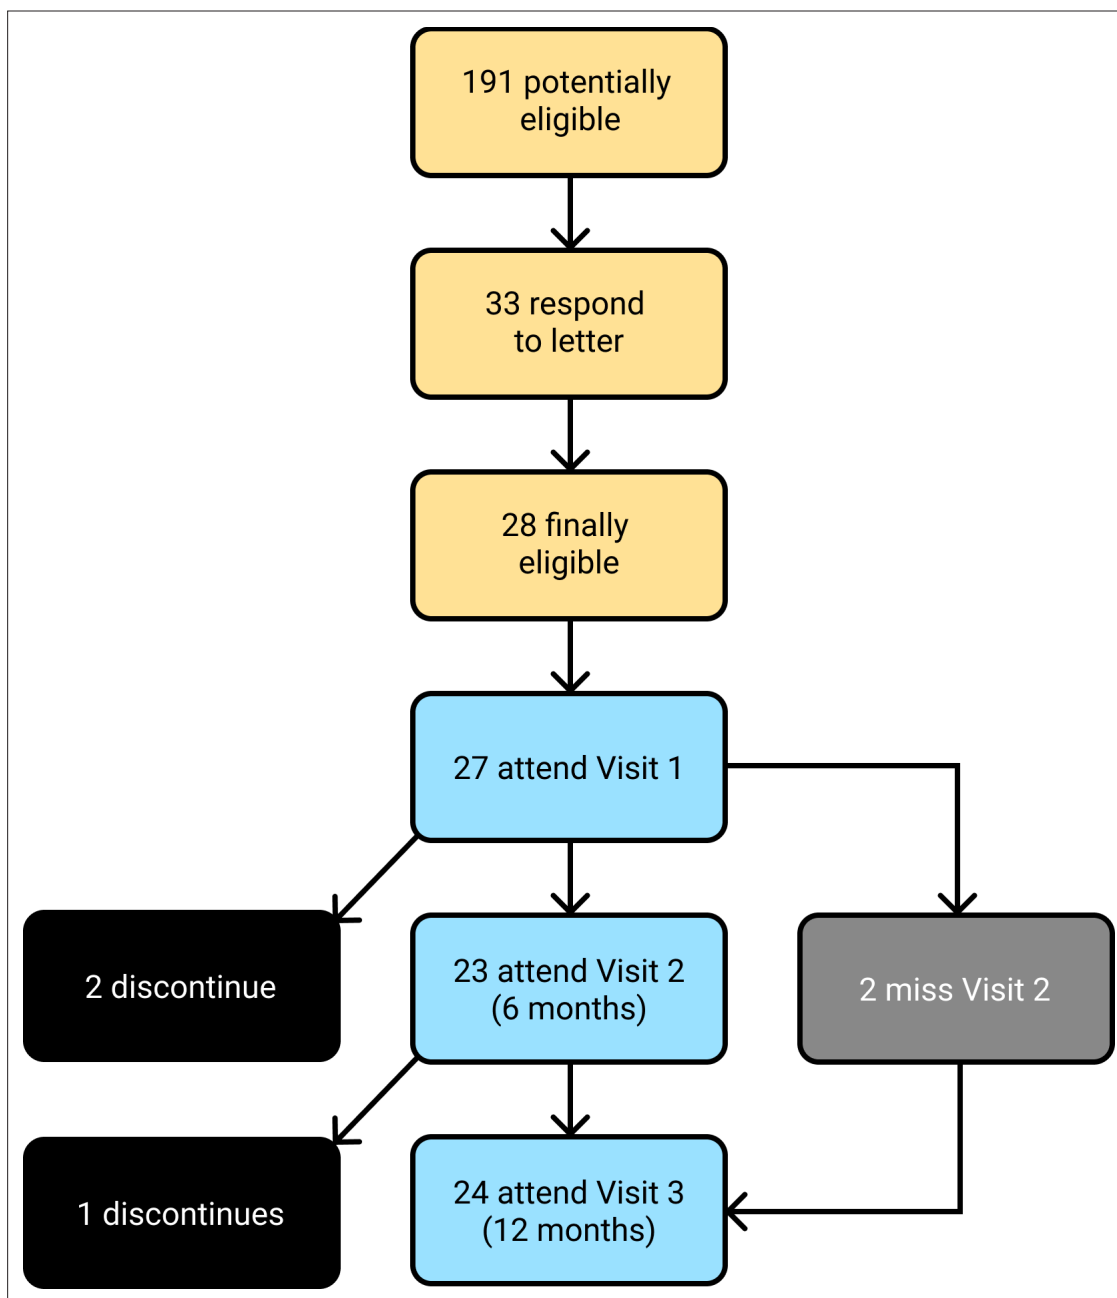 191 potentially
eligible
33 respond
to letter
28 finally
eligible
27 attend Visit 1
2 discontinue
23 attend Visit 2
(6 months)
2 miss Visit 2
1 discontinues
24 attend Visit 3
(12 months)